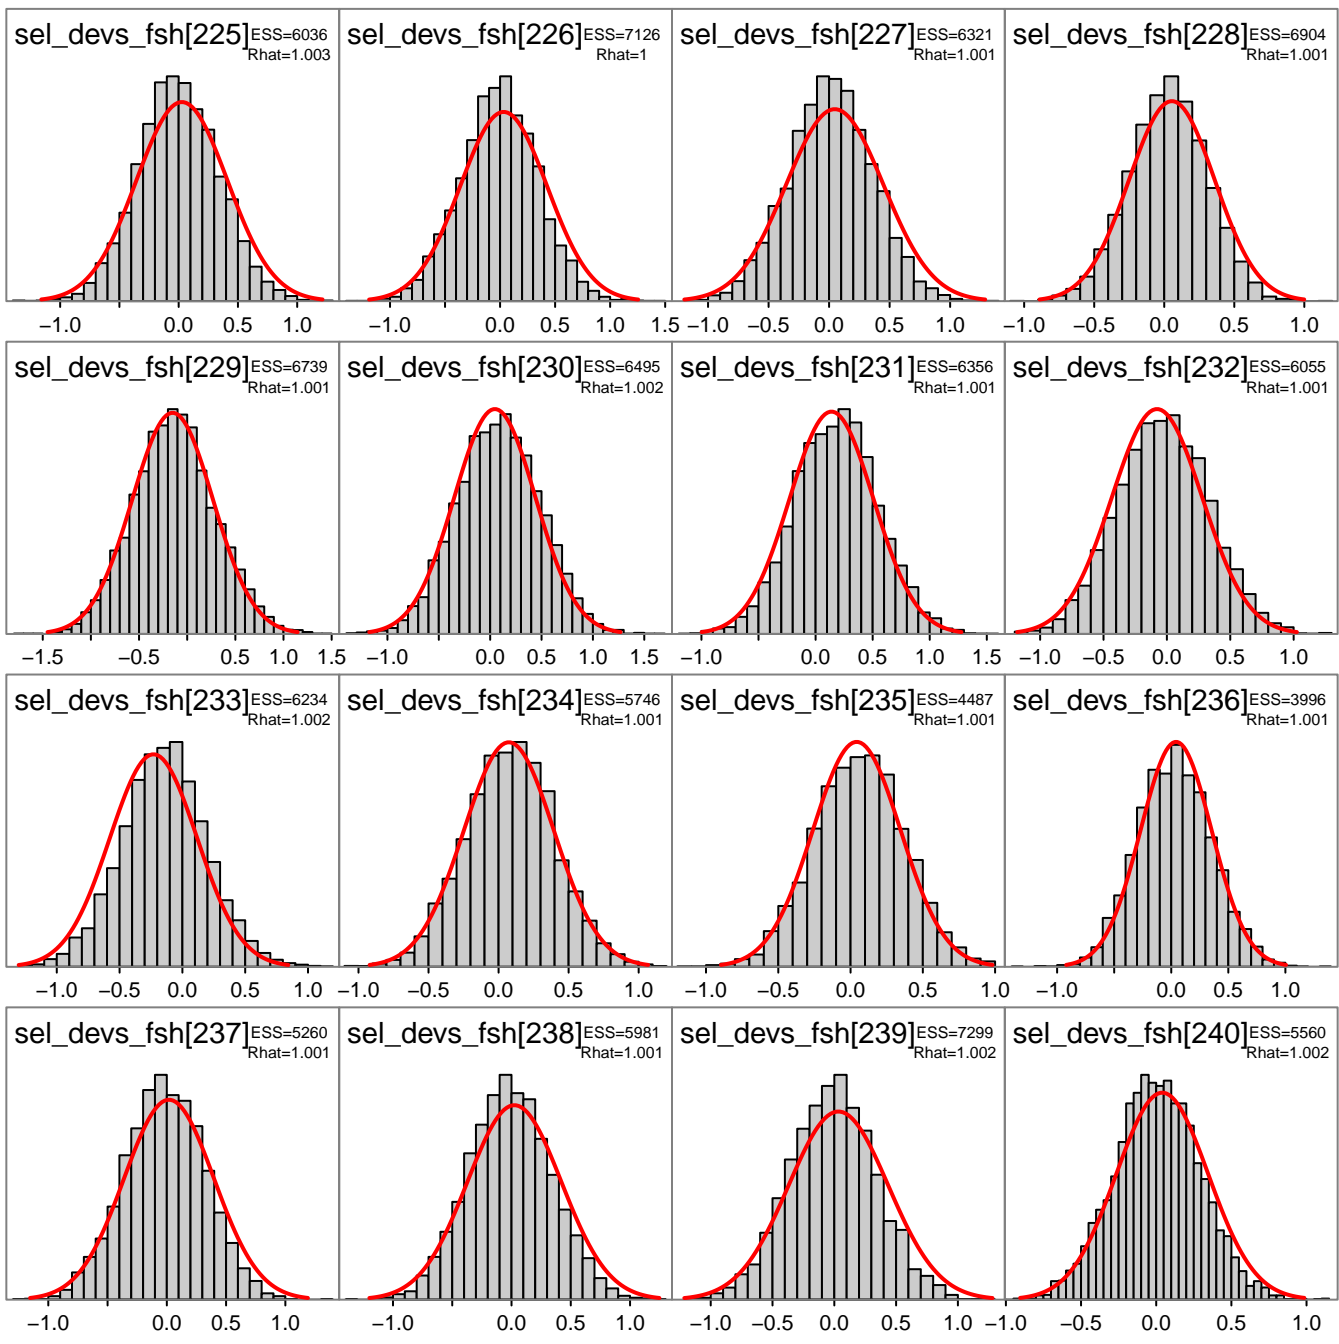 sel_devs_fsh[225] ESS=6036
Rhat=1.003
sel_devs_fsh[226] ESS=7126
Rhat=1
sel_devs_fsh[227] ESS=6321
Rhat=1.001
sel_devs_fsh[228] ESS=6904
Rhat=1.001
−1.0 0.0 0.5 1.0
−1.0 0.0 0.5 1.0 1.5
−1.0 −0.5 0.0 0.5 1.0
−1.0 −0.5 0.0 0.5 1.0
sel_devs_fsh[229] ESS=6739
Rhat=1.001
sel_devs_fsh[230] ESS=6495
Rhat=1.002
sel_devs_fsh[231] ESS=6356
Rhat=1.001
sel_devs_fsh[232] ESS=6055
Rhat=1.001
−1.5 −0.5 0.5 1.5
−1.0 0.0 0.5 1.0 1.5
−1.0 0.0 0.5 1.0 1.5
−1.0 −0.5 0.0 0.5 1.0
sel_devs_fsh[233] ESS=6234
Rhat=1.002
sel_devs_fsh[234] ESS=5746
Rhat=1.001
sel_devs_fsh[235] ESS=4487
Rhat=1.001
sel_devs_fsh[236] ESS=3996
Rhat=1.001
−1.0 −0.5 0.0 0.5 1.0
−1.0 −0.5 0.0 0.5 1.0
−1.0 −0.5 0.0 0.5 1.0
−1.0 0.0 0.5 1.0
sel_devs_fsh[237] ESS=5260
Rhat=1.001
sel_devs_fsh[238] ESS=5981
Rhat=1.001
sel_devs_fsh[239] ESS=7299
Rhat=1.002
sel_devs_fsh[240] ESS=5560
Rhat=1.002
−1.0 0.0 0.5 1.0
−1.0 0.0 0.5 1.0
−1.0 0.0 0.5 1.0
−1.0 −0.5 0.0 0.5 1.0